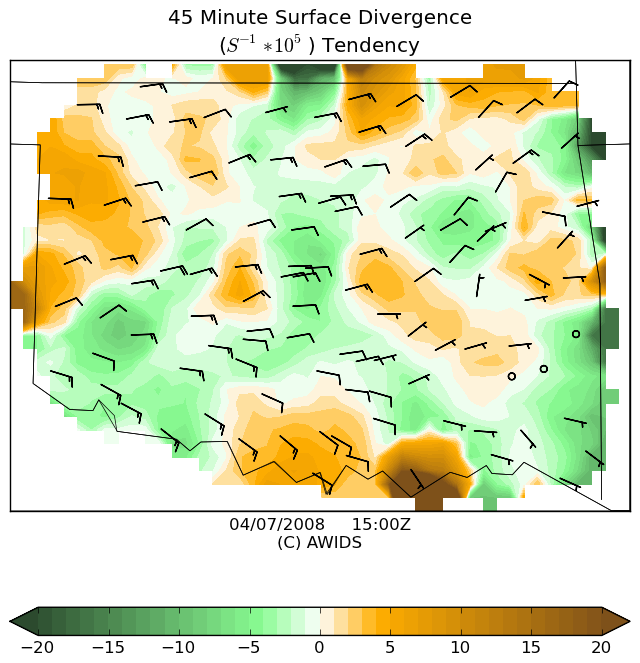 45 Minute Surface Divergence
(S⁻¹ *10⁵ ) Tendency
04/07/2008 15:00Z
(C) AWIDS
−20 −15 −10 −5 0 5 10 15 20